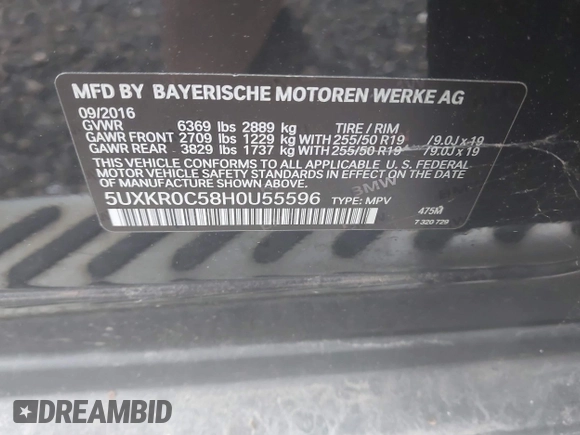 MFD BY BAYERISCHE MOTOREN WERKE AG
09/2016
GVWR 6369 lbs 2889 kg TIRE / RIM
GAWR FRONT 2709 lbs 1229 kg WITH 255/50 R19 /9.0J x 19
GAWR REAR 3829 lbs 1737 kg WITH 255/50 R19 /9.0J x 19
THIS VEHICLE CONFORMS TO ALL APPLICABLE U. S. FEDERAL
MOTOR VEHICLE SAFETY STANDARDS IN EFFECT ON THE DATE
OF MANUFACTURE SHOWN ABOVE.
BMW
5UXKR0C58H0U55596 TYPE: MPV 475M
7 320 729
DREAMBID